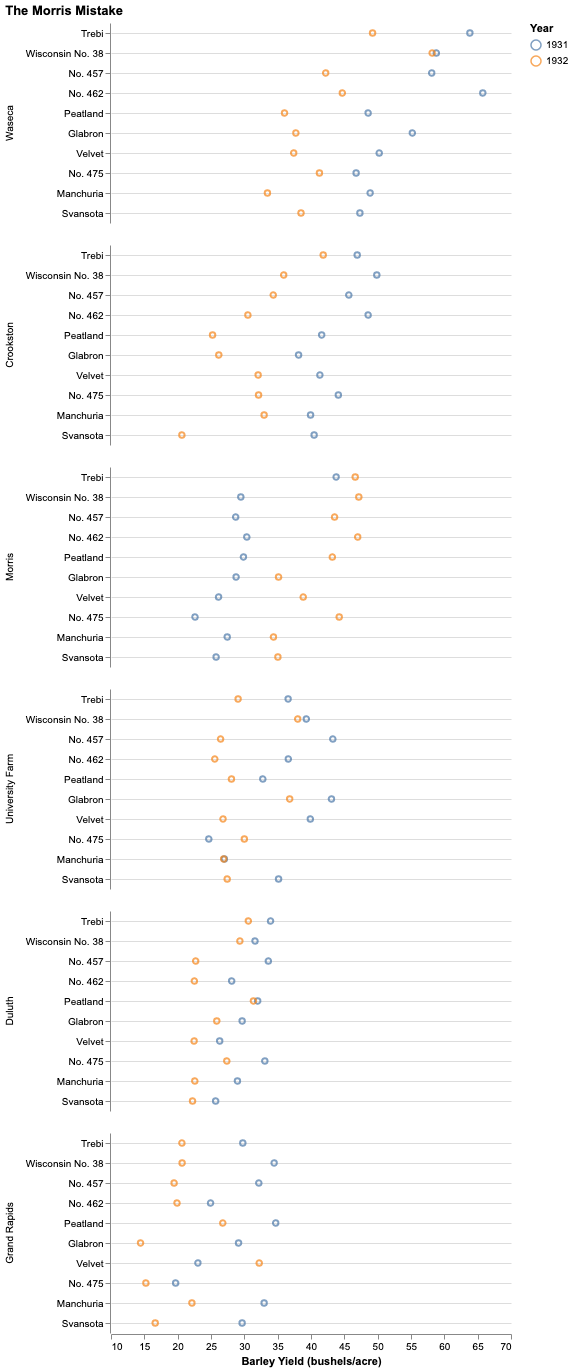 The Morris Mistake
Year
1931
1932
Waseca
Trebi
Wisconsin No. 38
No. 457
No. 462
Peatland
Glabron
Velvet
No. 475
Manchuria
Svansota
Crookston
Trebi
Wisconsin No. 38
No. 457
No. 462
Peatland
Glabron
Velvet
No. 475
Manchuria
Svansota
Morris
Trebi
Wisconsin No. 38
No. 457
No. 462
Peatland
Glabron
Velvet
No. 475
Manchuria
Svansota
University Farm
Trebi
Wisconsin No. 38
No. 457
No. 462
Peatland
Glabron
Velvet
No. 475
Manchuria
Svansota
Duluth
Trebi
Wisconsin No. 38
No. 457
No. 462
Peatland
Glabron
Velvet
No. 475
Manchuria
Svansota
Grand Rapids
Trebi
Wisconsin No. 38
No. 457
No. 462
Peatland
Glabron
Velvet
No. 475
Manchuria
Svansota
10 15 20 25 30 35 40 45 50 55 60 65 70
Barley Yield (bushels/acre)